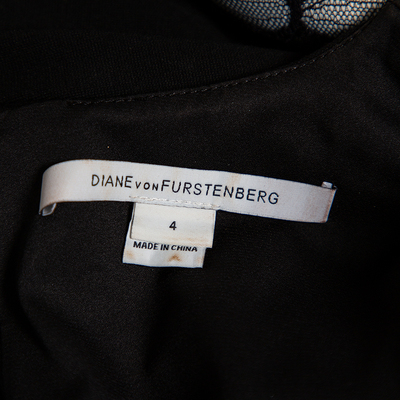 DIANE VON FURSTENBERG
4
MADE IN CHINA